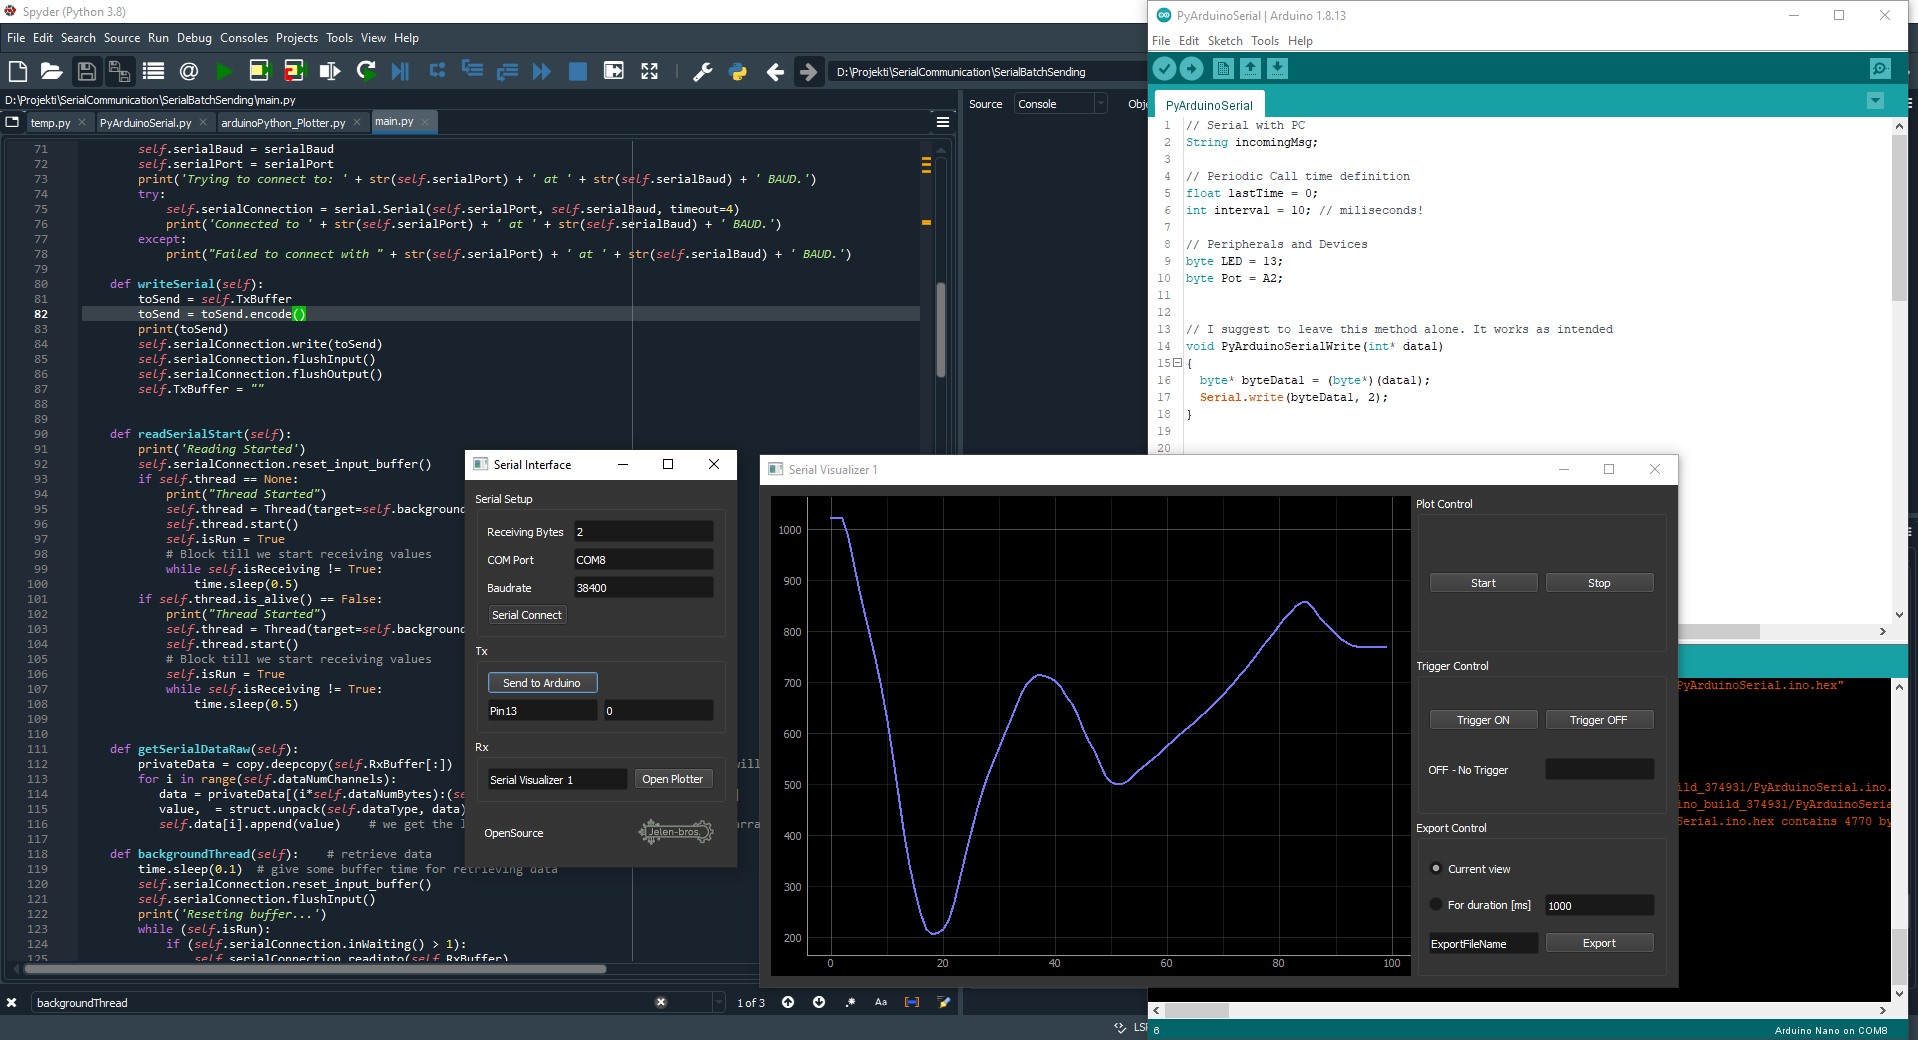 Spyder (Python 3.8)
File Edit Search Source Run Debug Consoles Projects Tools View Help
D:\Projekti\SerialCommunication\SerialBatchSending
D:\Projekti\SerialCommunication\SerialBatchSending\main.py
temp.py PyArduinoSerial.py arduinoPython_Plotter.py main.py
71 self.serialBaud = serialBaud
72 self.serialPort = serialPort
73 print('Trying to connect to: ' + str(self.serialPort) + ' at ' + str(self.serialBaud) + ' BAUD.')
74 try:
75 self.serialConnection = serial.Serial(self.serialPort, self.serialBaud, timeout=4)
76 print('Connected to ' + str(self.serialPort) + ' at ' + str(self.serialBaud) + ' BAUD.')
77 except:
78 print("Failed to connect with " + str(self.serialPort) + ' at ' + str(self.serialBaud) + ' BAUD.')
79
80 def writeSerial(self):
81 toSend = self.TxBuffer
82 toSend = toSend.encode()
83 print(toSend)
84 self.serialConnection.write(toSend)
85 self.serialConnection.flushInput()
86 self.serialConnection.flushOutput()
87 self.TxBuffer = ""
88
89
90 def readSerialStart(self):
91 print('Reading Started')
92 self.serialConnection.reset_input_buffer()
93 if self.thread == None:
94 print("Thread Started")
95 self.thread = Thread(target=self.background
96 self.thread.start()
97 self.isRun = True
98 # Block till we start receiving values
99 while self.isReceiving != True:
100 time.sleep(0.5)
101 if self.thread.is_alive() == False:
102 print("Thread Started")
103 self.thread = Thread(target=self.background
104 self.thread.start()
105 # Block till we start receiving values
106 self.isRun = True
107 while self.isReceiving != True:
108 time.sleep(0.5)
109
110
111 def getSerialDataRaw(self):
112 privateData = copy.deepcopy(self.RxBuffer[:]) will
113 for i in range(self.dataNumChannels):
114 data = privateData[(i*self.dataNumBytes):(se ]
115 value, = struct.unpack(self.dataType, data)
116 self.data[i].append(value) # we get the l arra
117
118 def backgroundThread(self): # retrieve data
119 time.sleep(0.1) # give some buffer time for retrieving data
120 self.serialConnection.reset_input_buffer()
121 self.serialConnection.flushInput()
122 print('Reseting buffer...')
123 while (self.isRun):
124 if (self.serialConnection.inWaiting() > 1):
125 self.serialConnection.readinto(self.RxBuffer)
backgroundThread 1 of 3 Aa
LSP
Source Console Obj
Serial Interface
Serial Setup
Receiving Bytes 2
COM Port COM8
Baudrate 38400
Serial Connect
Tx
Send to Arduino
Pin13 0
Rx
Serial Visualizer 1 Open Plotter
OpenSource Jelen-bros.
PyArduinoSerial | Arduino 1.8.13
File Edit Sketch Tools Help
PyArduinoSerial
1 // Serial with PC
2 String incomingMsg;
3
4 // Periodic Call time definition
5 float lastTime = 0;
6 int interval = 10; // miliseconds!
7
8 // Peripherals and Devices
9 byte LED = 13;
10 byte Pot = A2;
11
12
13 // I suggest to leave this method alone. It works as intended
14 void PyArduinoSerialWrite(int* data1)
15 {
16 byte* byteData1 = (byte*)(data1);
17 Serial.write(byteData1, 2);
18 }
19
20
Serial Visualizer 1
1000
900
800
700
600
500
400
300
200
0 20 40 60 80 100
Plot Control
Start Stop
Trigger Control
Trigger ON Trigger OFF
OFF - No Trigger
Export Control
Current view
For duration [ms] 1000
ExportFileName Export
PyArduinoSerial.ino.hex"
ild_374931/PyArduinoSerial.ino.
ino_build_374931/PyArduinoSeria
Serial.ino.hex contains 4770 by
6 Arduino Nano on COM8